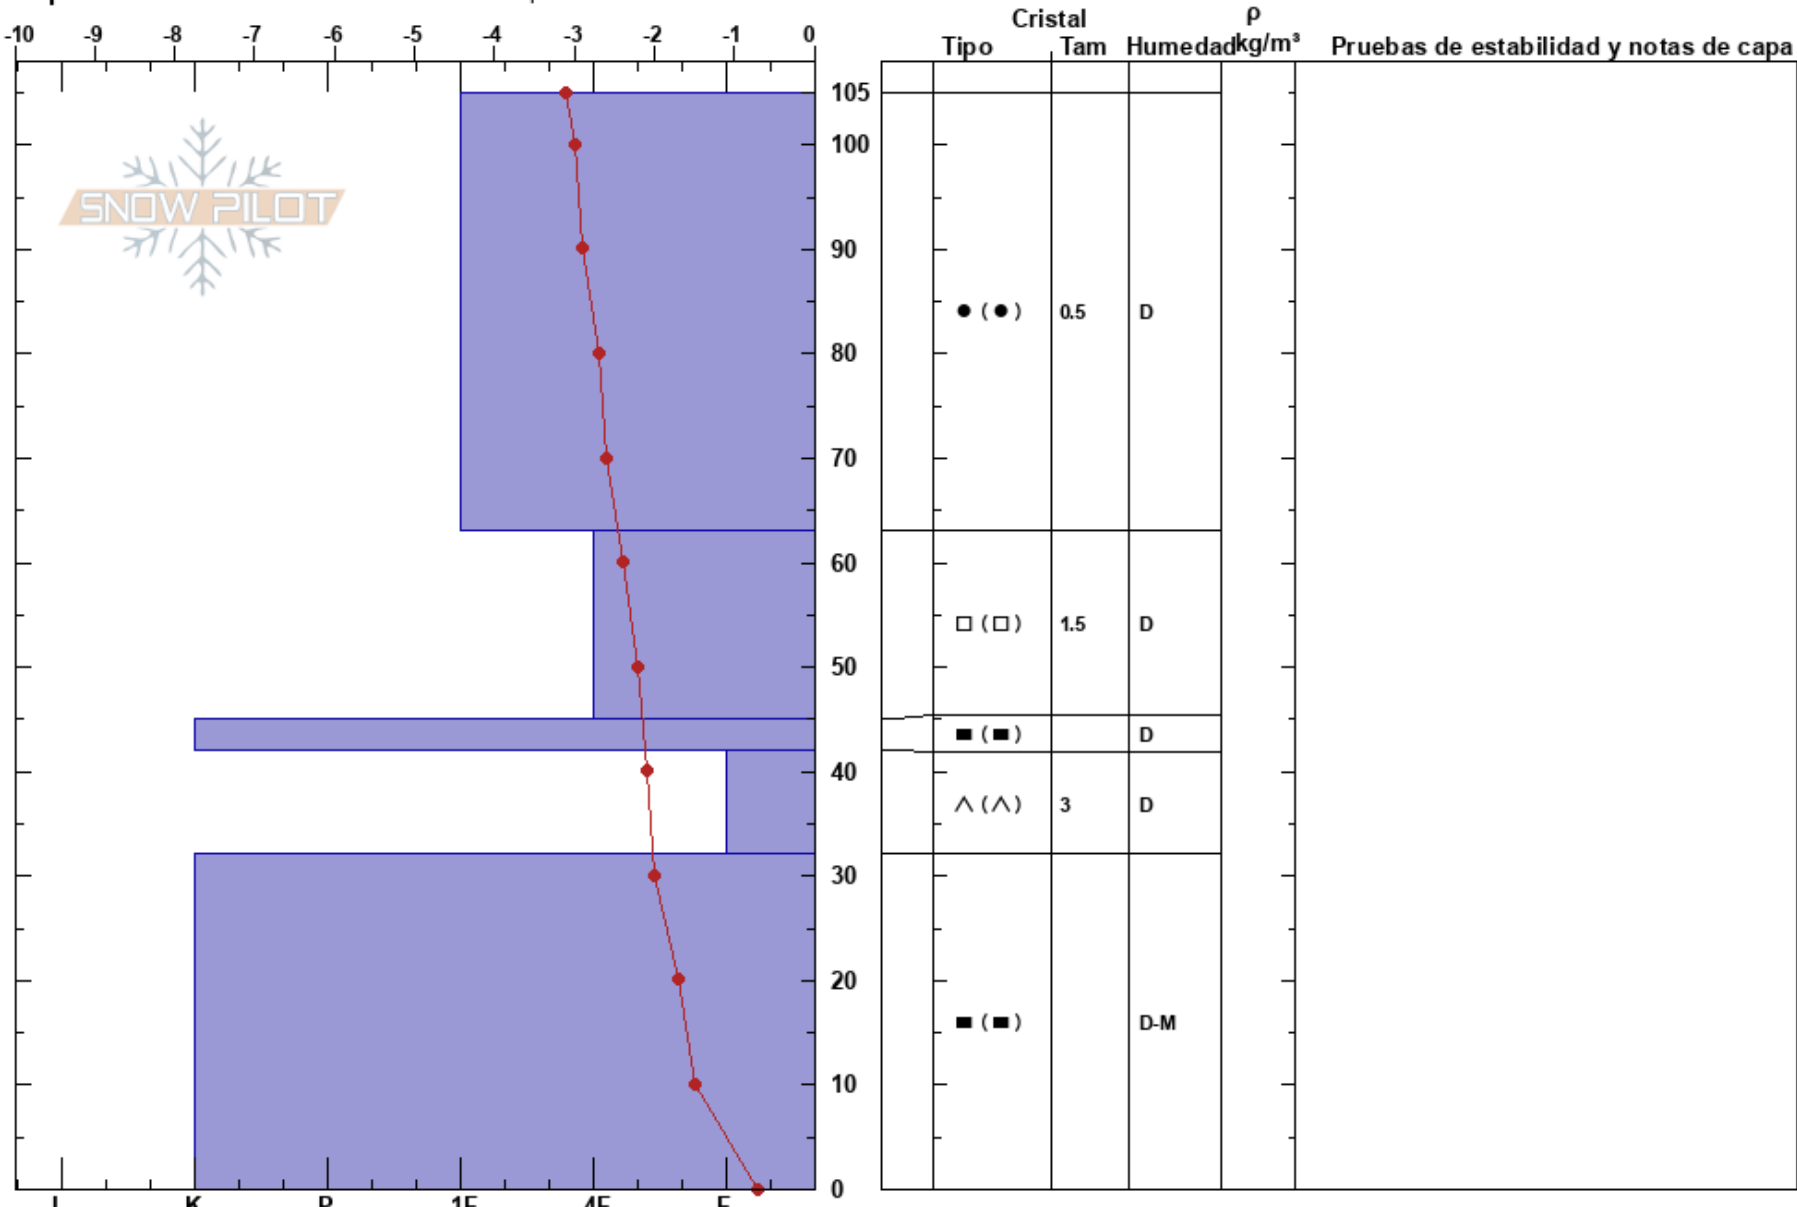 Cristal ρ
-10 -9 -8 -7 -6 -5 -4 -3 -2 -1 0 Tipo Tam Humedad kg/m³ Pruebas de estabilidad y notas de capa
105
100
SNOW PILOT
90
● (●) 0.5 D
80
70
60
□ (□) 1.5 D
50
■ (■) D
40
∧ (∧) 3 D
30
20
■ (■) D-M
10
0
I K P 1F 4F F